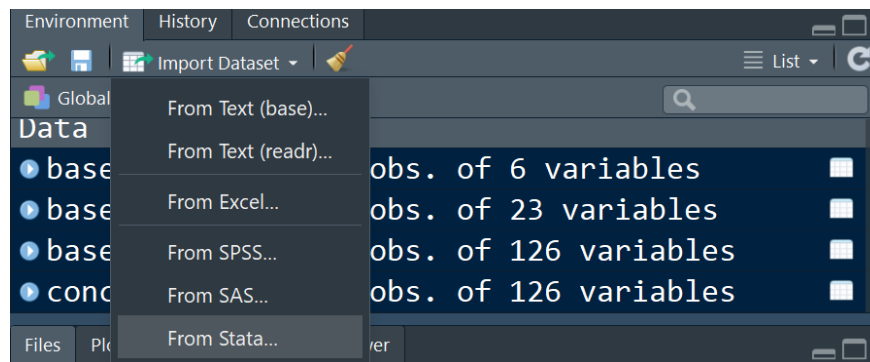 Environment History Connections
Import Dataset List
Global
Data
From Text (base)...
From Text (readr)...
From Excel...
From SPSS...
From SAS...
From Stata...
base obs. of 6 variables
base obs. of 23 variables
base obs. of 126 variables
conc obs. of 126 variables
Files